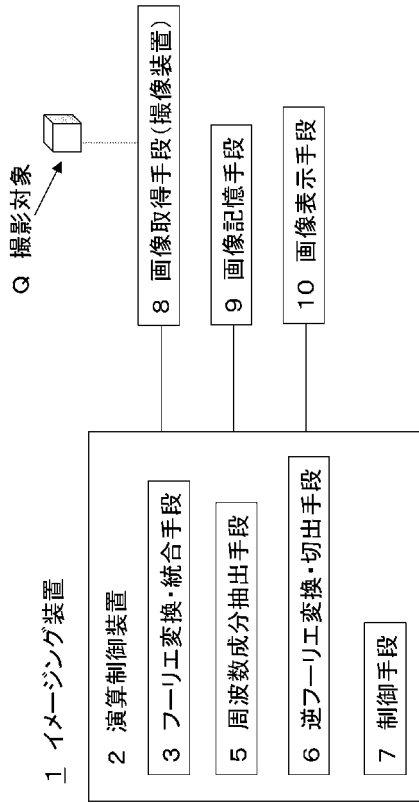 1 イメージング装置
2 演算制御装置
3 フーリエ変換・統合手段
5 周波数成分抽出手段
6 逆フーリエ変換・切出手段
7 制御手段
Q 撮影対象
8 画像取得手段(撮像装置)
9 画像記憶手段
10 画像表示手段